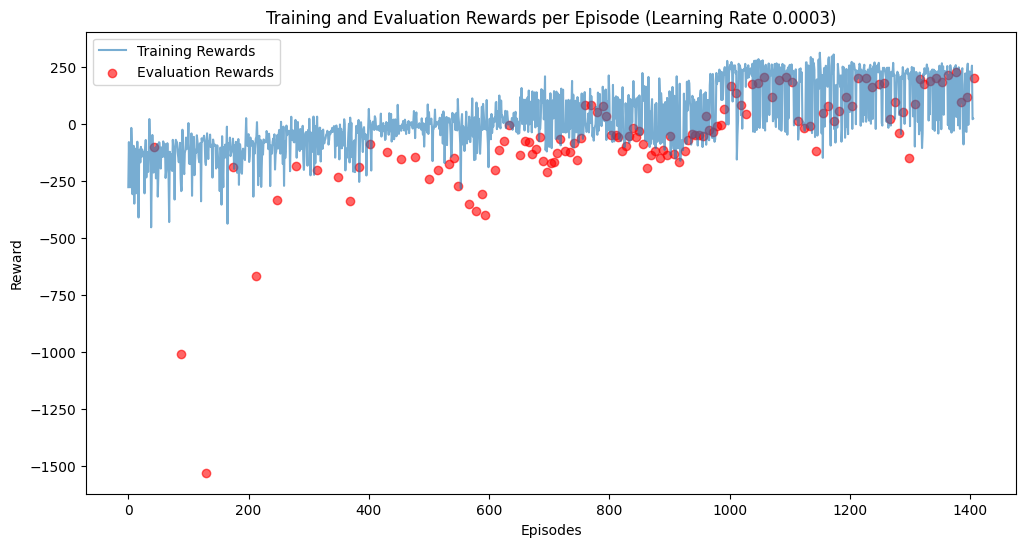 Training and Evaluation Rewards per Episode (Learning Rate 0.0003)
Training Rewards
Evaluation Rewards
250
0
−250
−500
−750
−1000
−1250
−1500
Reward
0 200 400 600 800 1000 1200 1400
Episodes